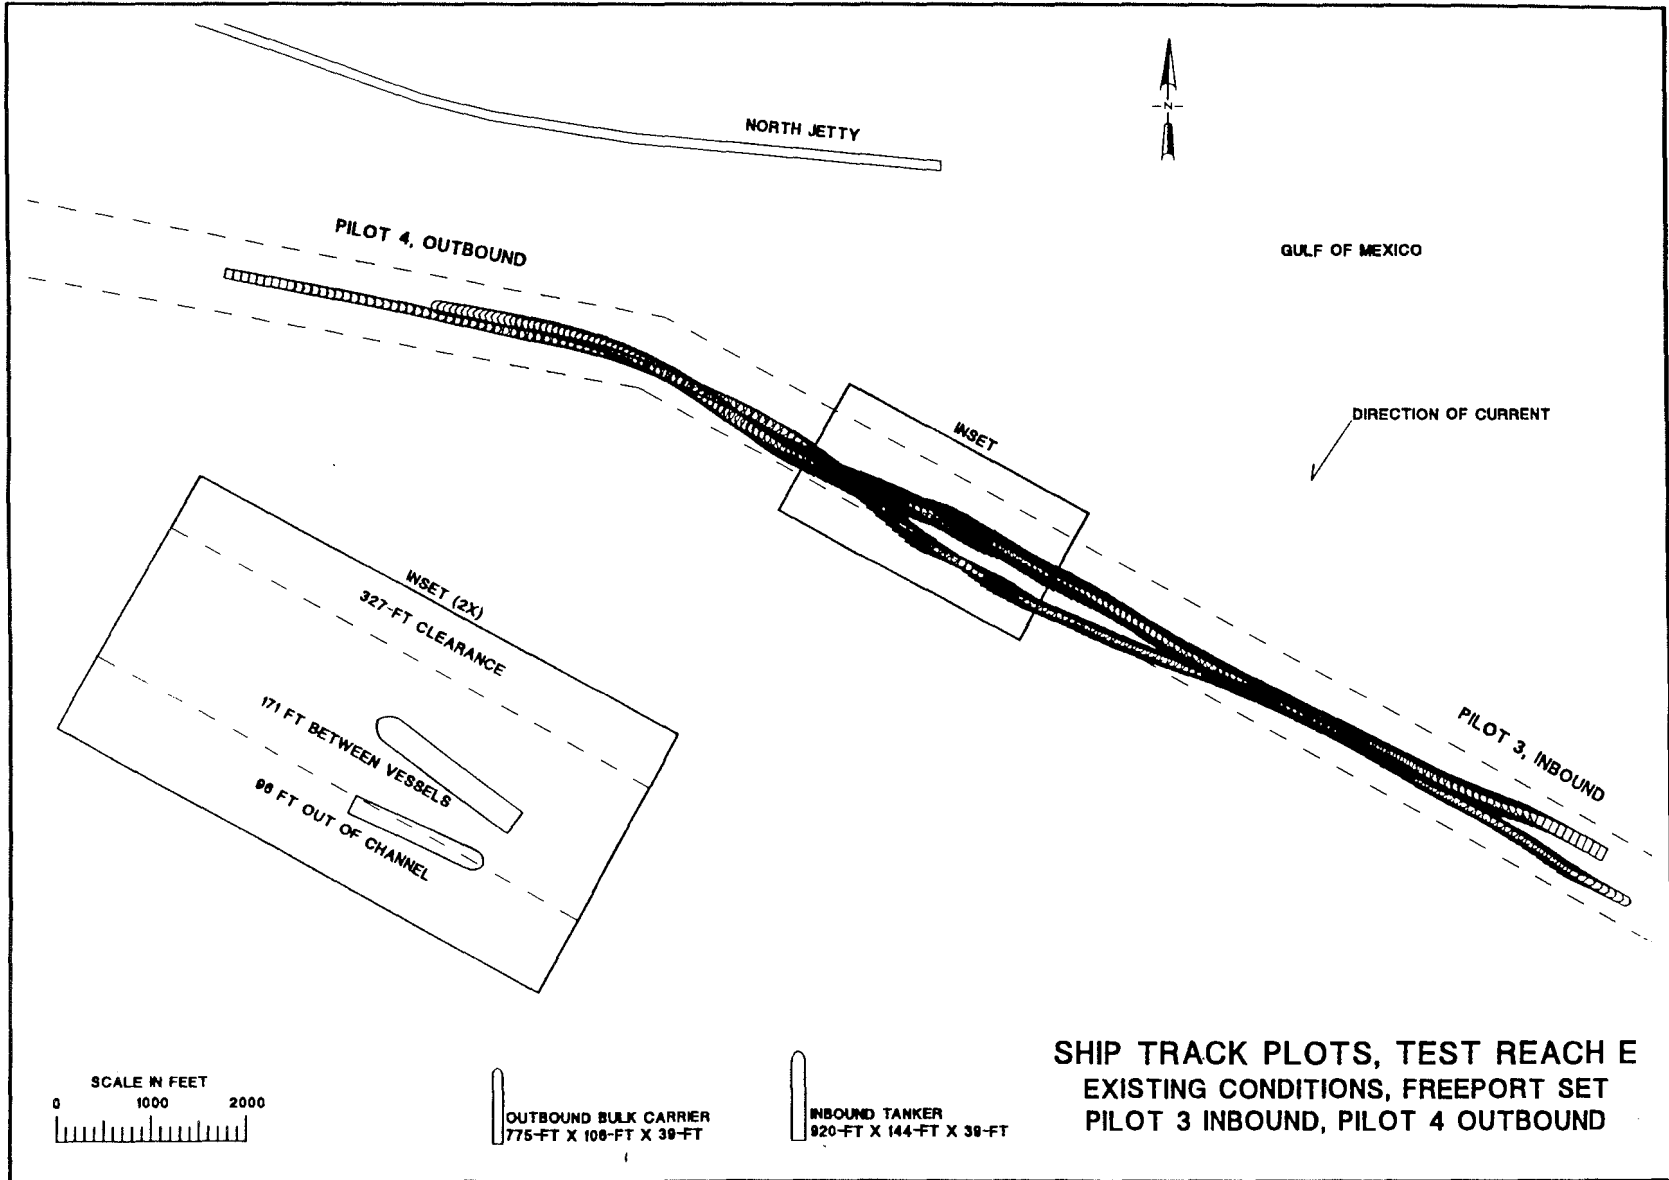 NORTH JETTY
N
PILOT 4, OUTBOUND
GULF OF MEXICO
DIRECTION OF CURRENT
INSET
INSET (2X)
327-FT CLEARANCE
171 FT BETWEEN VESSELS
96 FT OUT OF CHANNEL
PILOT 3, INBOUND
SCALE IN FEET
0 1000 2000
OUTBOUND BULK CARRIER
775-FT X 106-FT X 39-FT
INBOUND TANKER
920-FT X 144-FT X 39-FT
SHIP TRACK PLOTS, TEST REACH E
EXISTING CONDITIONS, FREEPORT SET
PILOT 3 INBOUND, PILOT 4 OUTBOUND